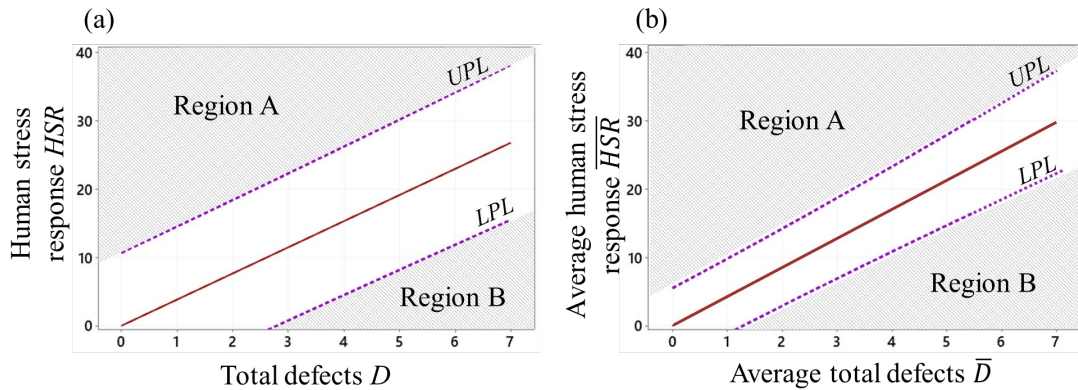 (a)
Human stress
response HSR
40
30
20
10
0
Region A
UPL
LPL
Region B
0 1 2 3 4 5 6 7
Total defects D
(b)
Average human stress
response H̅S̅R̅
40
30
20
10
0
Region A
UPL
LPL
Region B
0 1 2 3 4 5 6 7
Average total defects D̅